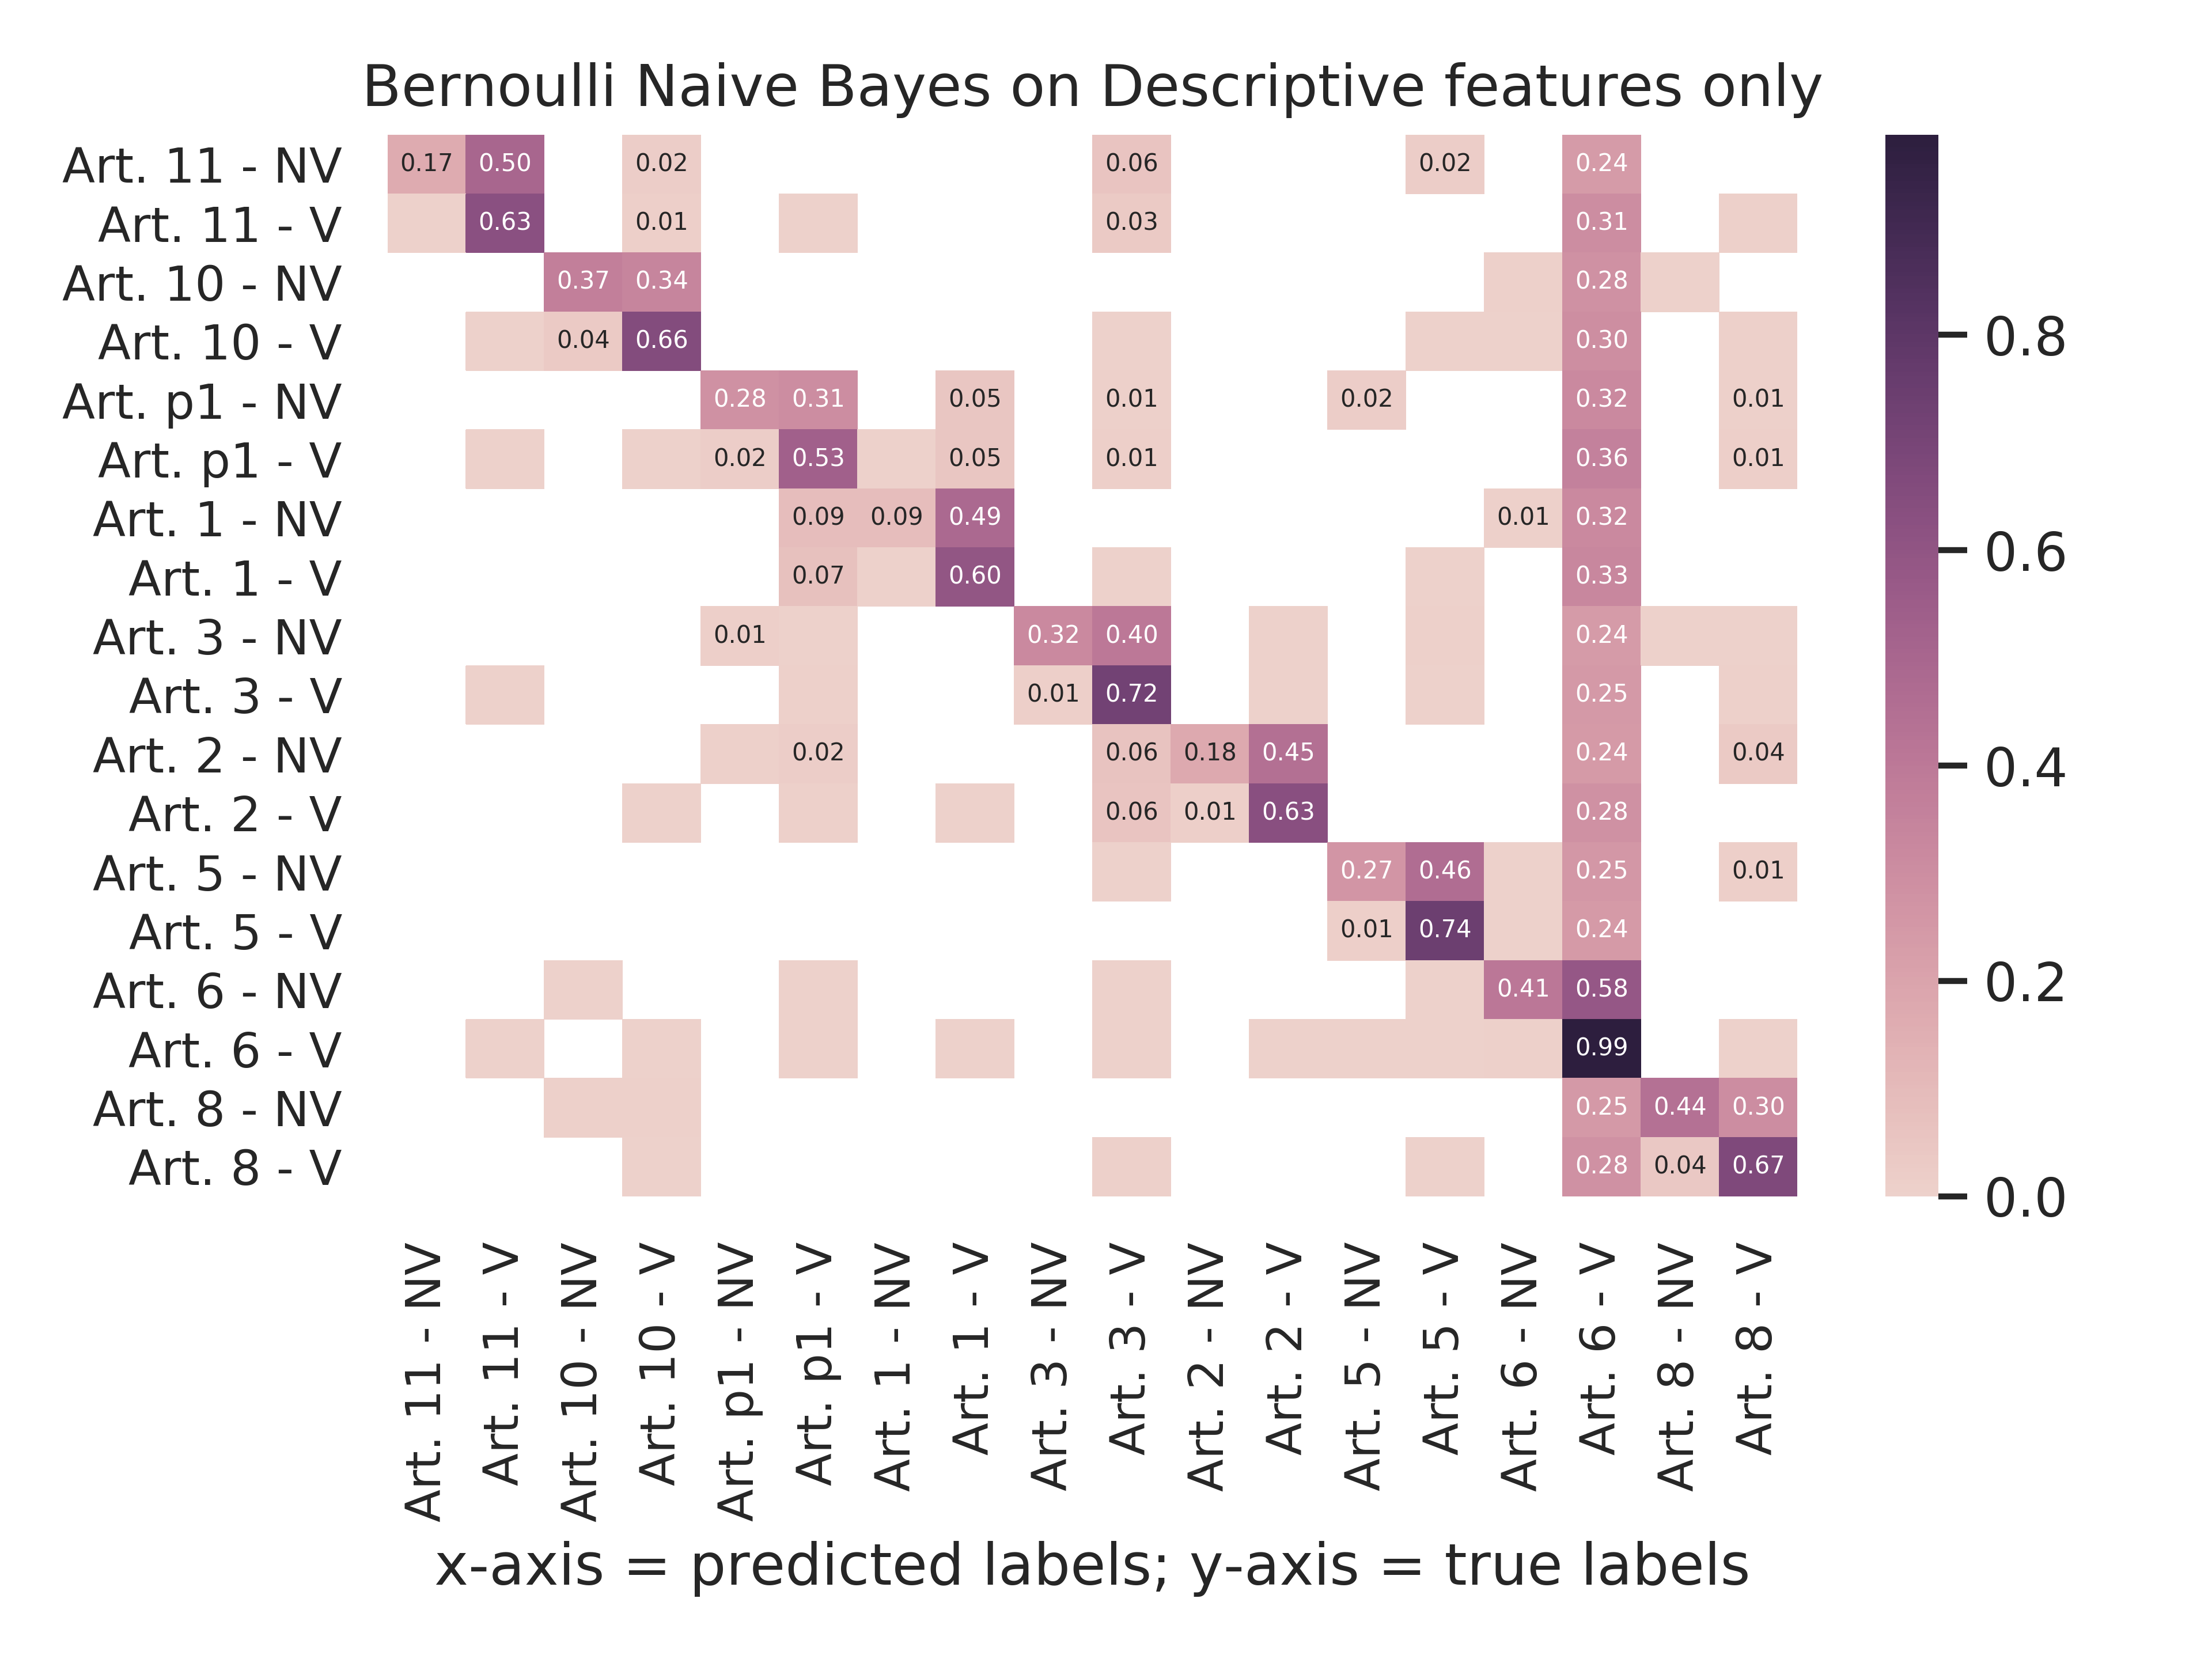 Bernoulli Naive Bayes on Descriptive features only
Art. 11 - NV 0.17 0.50 0.02 0.06 0.02 0.24
Art. 11 - V 0.63 0.01 0.03 0.31
Art. 10 - NV 0.37 0.34 0.28
Art. 10 - V 0.04 0.66 0.30
Art. p1 - NV 0.28 0.31 0.05 0.01 0.02 0.32 0.01
Art. p1 - V 0.02 0.53 0.05 0.01 0.36 0.01
Art. 1 - NV 0.09 0.09 0.49 0.01 0.32
Art. 1 - V 0.07 0.60 0.33
Art. 3 - NV 0.01 0.32 0.40 0.24
Art. 3 - V 0.01 0.72 0.25
Art. 2 - NV 0.02 0.06 0.18 0.45 0.24 0.04
Art. 2 - V 0.06 0.01 0.63 0.28
Art. 5 - NV 0.27 0.46 0.25 0.01
Art. 5 - V 0.01 0.74 0.24
Art. 6 - NV 0.41 0.58
Art. 6 - V 0.99
Art. 8 - NV 0.25 0.44 0.30
Art. 8 - V 0.28 0.04 0.67
0.8
0.6
0.4
0.2
0.0
Art. 11 - NV
Art. 11 - V
Art. 10 - NV
Art. 10 - V
Art. p1 - NV
Art. p1 - V
Art. 1 - NV
Art. 1 - V
Art. 3 - NV
Art. 3 - V
Art. 2 - NV
Art. 2 - V
Art. 5 - NV
Art. 5 - V
Art. 6 - NV
Art. 6 - V
Art. 8 - NV
Art. 8 - V
x-axis = predicted labels; y-axis = true labels